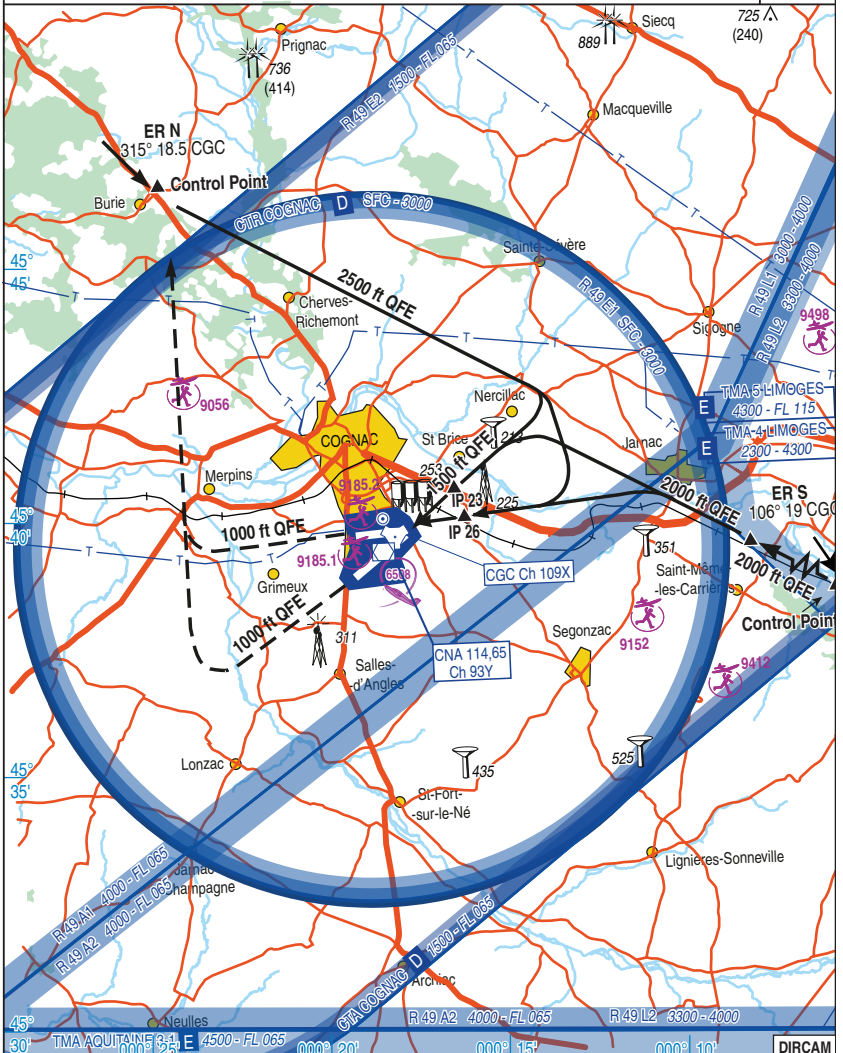 Siecq
889
725
(240)
Prignac
736
(414)
R 49 E2 1500 - FL 065
T
Macqueville
T
ER N
315° 18.5 CGC
Control Point
Burie
CTR COGNAC D SFC - 3000
T
Sainte-Sévère
R 49 L1 3000-4000
R 49 L2 3300-4000
45°
45'
2500 ft QFE
R 49 E1 SFC - 3000
T
T
Cherves-
Richemont
T
T
T
Sigogne
9498
T
9056
Nercillac
213
E
TMA 5 LIMOGES
4300 - FL 115
TMA 4 LIMOGES
E
2300 - 4300
COGNAC
St Brice
Jarnac
1500 ft QFE
253
Merpins
9185.2
IP 23
225
2000 ft QFE
ER S
106° 19 CGC
45°
40'
1000 ft QFE
IP 26
351
T
T
9185.1
6508
CGC Ch 109X
2000 ft QFE
Saint-Même
-les-Carrières
Grimeux
1000 ft QFE
311
Control Point
9152
Segonzac
CNA 114,65
Ch 93Y
9412
Salles-
-d'Angles
Lonzac
435
525
45°
35'
St-Fort-
-sur-le-Né
Lignieres-Sonneville
Jarnac
Champagne
R 49 A1 4000 - FL 065
R 49 A2 4000 - FL 065
CTA COGNAC D 1500 - FL 065
Archiac
R 49 A2 4000 - FL 065
R 49 L2 3300 - 4000
45°
30'
Neulles
TMA AQUITAINE 3-1 E 4500 - FL 065
000° 25'
000° 20'
000° 15'
000° 10'
DIRCAM